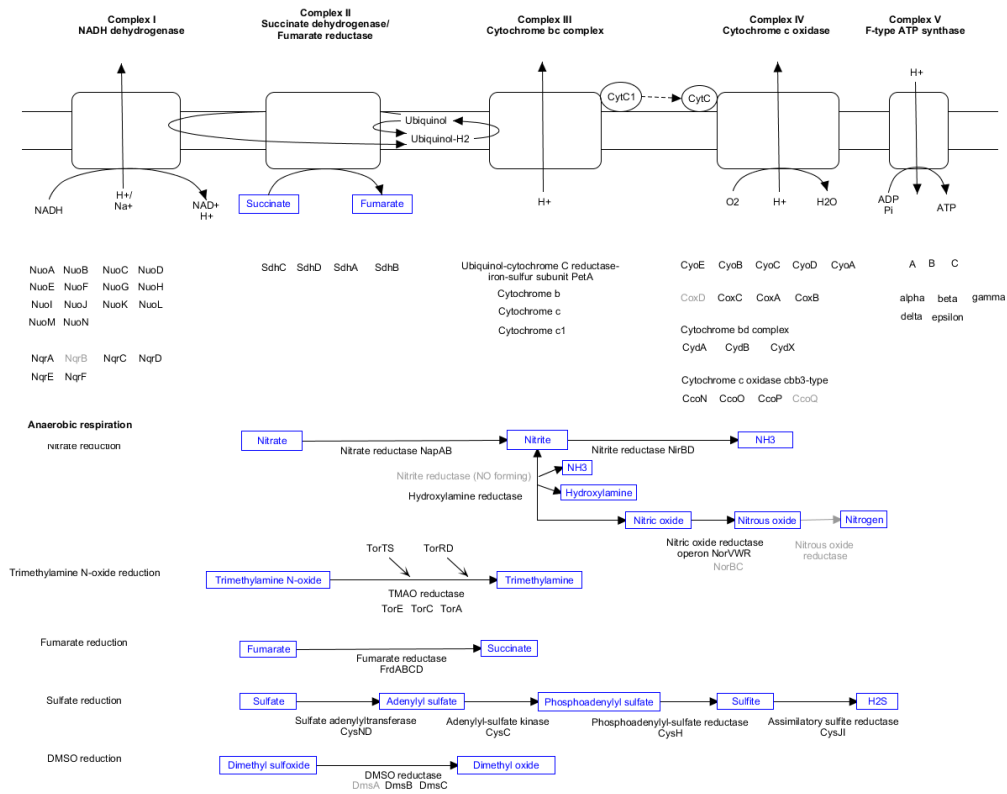 Complex I
NADH dehydrogenase
Complex II
Succinate dehydrogenase/
Fumarate reductase
Complex III
Cytochrome bc complex
Complex IV
Cytochrome c oxidase
Complex V
F-type ATP synthase
H+
CytC1
CytC
Ubiquinol
Ubiquinol-H2
NADH
H+/
Na+
NAD+
H+
Succinate
Fumarate
H+
O2
H+
H2O
ADP
Pi
ATP
NuoA NuoB NuoC NuoD
NuoE NuoF NuoG NuoH
NuoI NuoJ NuoK NuoL
NuoM NuoN
NqrA NqrB NqrC NqrD
NqrE NqrF
SdhC SdhD SdhA SdhB
Ubiquinol-cytochrome C reductase-
iron-sulfur subunit PetA
Cytochrome b
Cytochrome c
Cytochrome c1
CyoE CyoB CyoC CyoD CyoA
CoxD CoxC CoxA CoxB
Cytochrome bd complex
CydA CydB CydX
Cytochrome c oxidase cbb3-type
CcoN CcoO CcoP CcoQ
A B C
alpha beta gamma
delta epsilon
Anaerobic respiration
Nitrate reduction
Nitrate
Nitrate reductase NapAB
Nitrite
Nitrite reductase NirBD
NH3
Nitrite reductase (NO forming)
NH3
Hydroxylamine reductase
Hydroxylamine
Nitric oxide
Nitric oxide reductase
operon NorVWR
NorBC
Nitrous oxide
Nitrous oxide
reductase
Nitrogen
Trimethylamine N-oxide reduction
Trimethylamine N-oxide
TorTS
TorRD
TMAO reductase
TorE TorC TorA
Trimethylamine
Fumarate reduction
Fumarate
Fumarate reductase
FrdABCD
Succinate
Sulfate reduction
Sulfate
Sulfate adenylyltransferase
CysND
Adenylyl sulfate
Adenylyl-sulfate kinase
CysC
Phosphoadenylyl sulfate
Phosphoadenylyl-sulfate reductase
CysH
Sulfite
Assimilatory sulfite reductase
CysJI
H2S
DMSO reduction
Dimethyl sulfoxide
DMSO reductase
DmsA DmsB DmsC
Dimethyl oxide